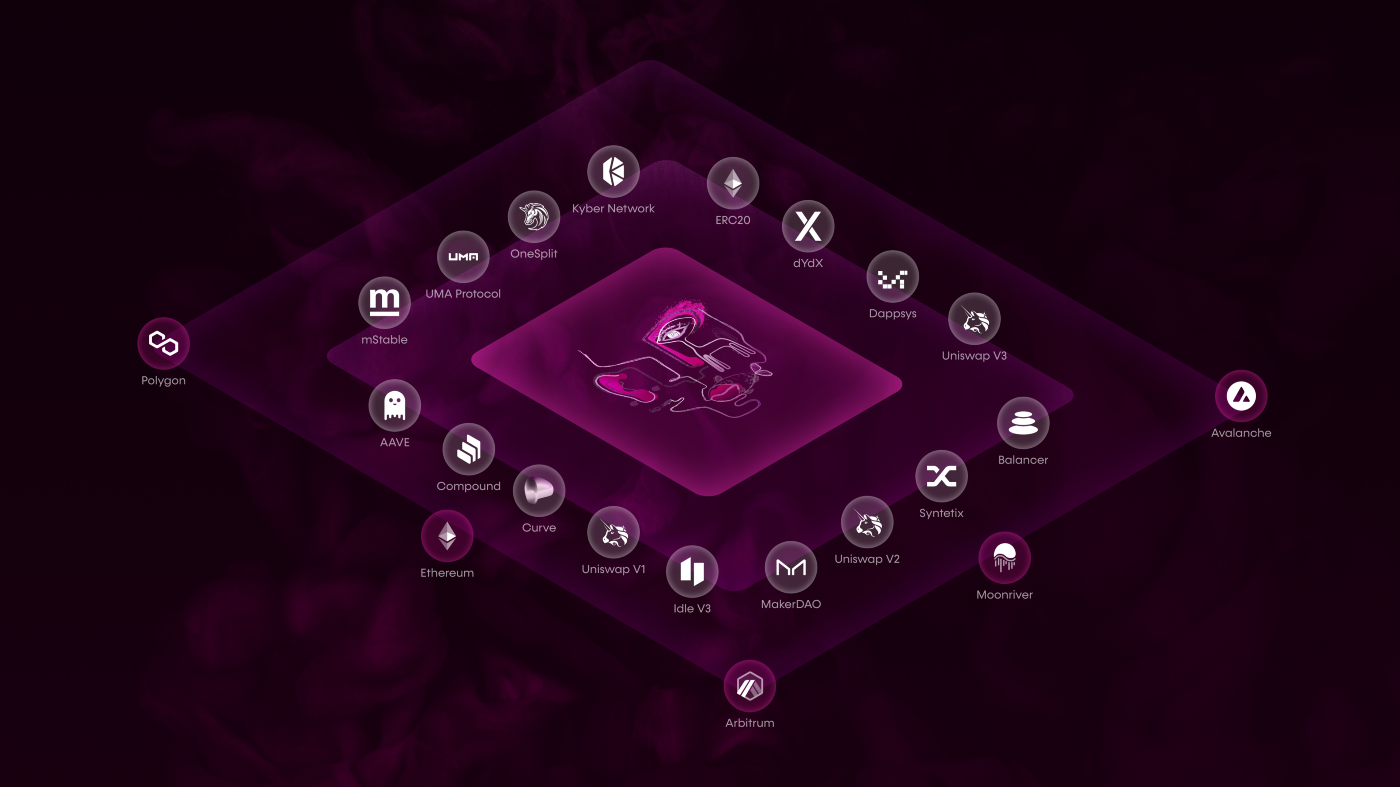 Kyber Network
ERC20
OneSplit
dYdX
UMA
UMA Protocol
Dappsys
m
mStable
Uniswap V3
Polygon
Avalanche
AAVE
Balancer
Compound
Syntetix
Curve
Uniswap V2
Ethereum
Uniswap V1
Moonriver
Idle V3
MakerDAO
Arbitrum